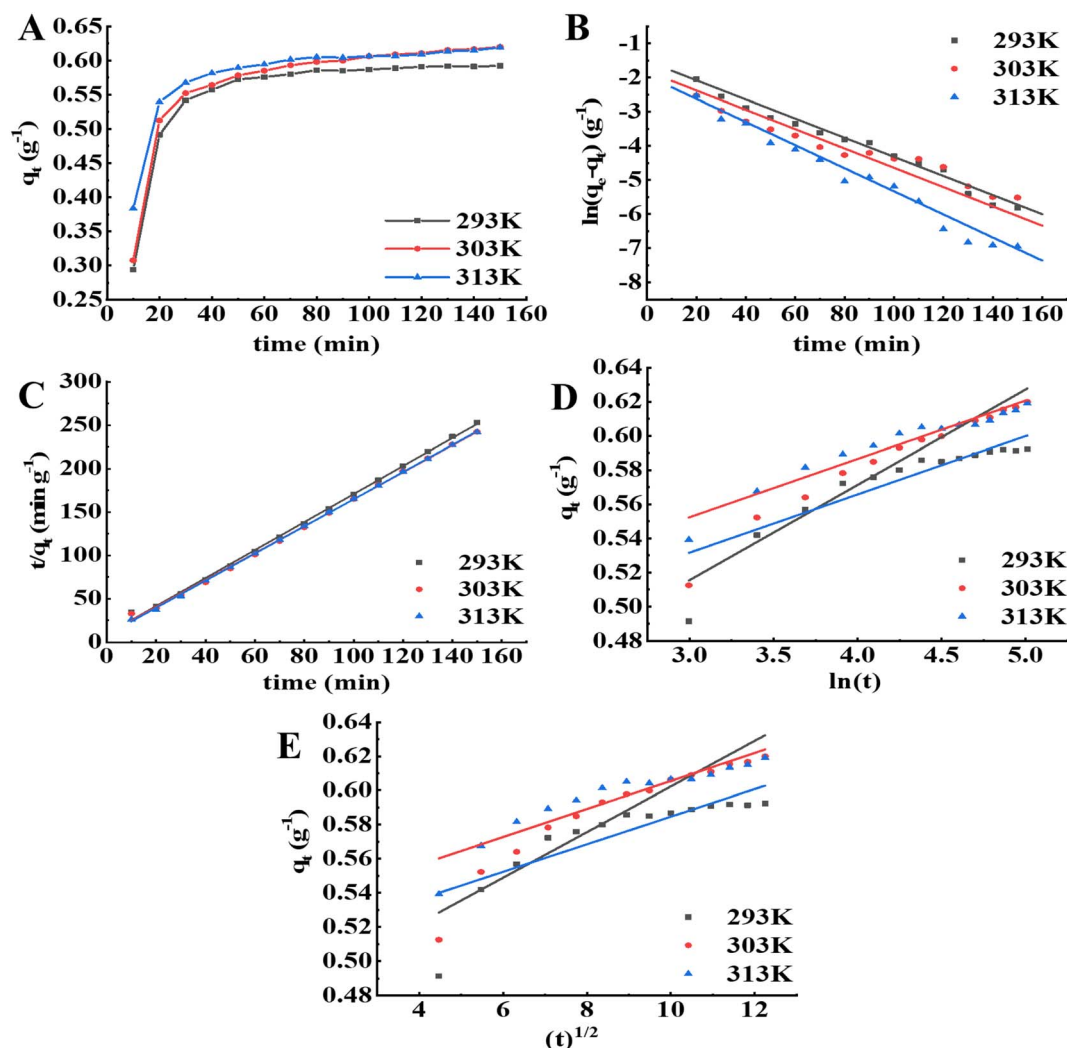 A
q_t (g^-1)
0.65
0.60
0.55
0.50
0.45
0.40
0.35
0.30
0.25
293K
303K
313K
0 20 40 60 80 100 120 140 160
time (min)
B
ln(q_e-q_t) (g^-1)
-1
-2
-3
-4
-5
-6
-7
-8
293K
303K
313K
0 20 40 60 80 100 120 140 160
time (min)
C
t/q_t (min g^-1)
300
250
200
150
100
50
0
293K
303K
313K
0 20 40 60 80 100 120 140 160
time (min)
D
q_t (g^-1)
0.64
0.62
0.60
0.58
0.56
0.54
0.52
0.50
0.48
293K
303K
313K
3.0 3.5 4.0 4.5 5.0
ln(t)
E
q_t (g^-1)
0.64
0.62
0.60
0.58
0.56
0.54
0.52
0.50
0.48
293K
303K
313K
4 6 8 10 12
(t)^1/2